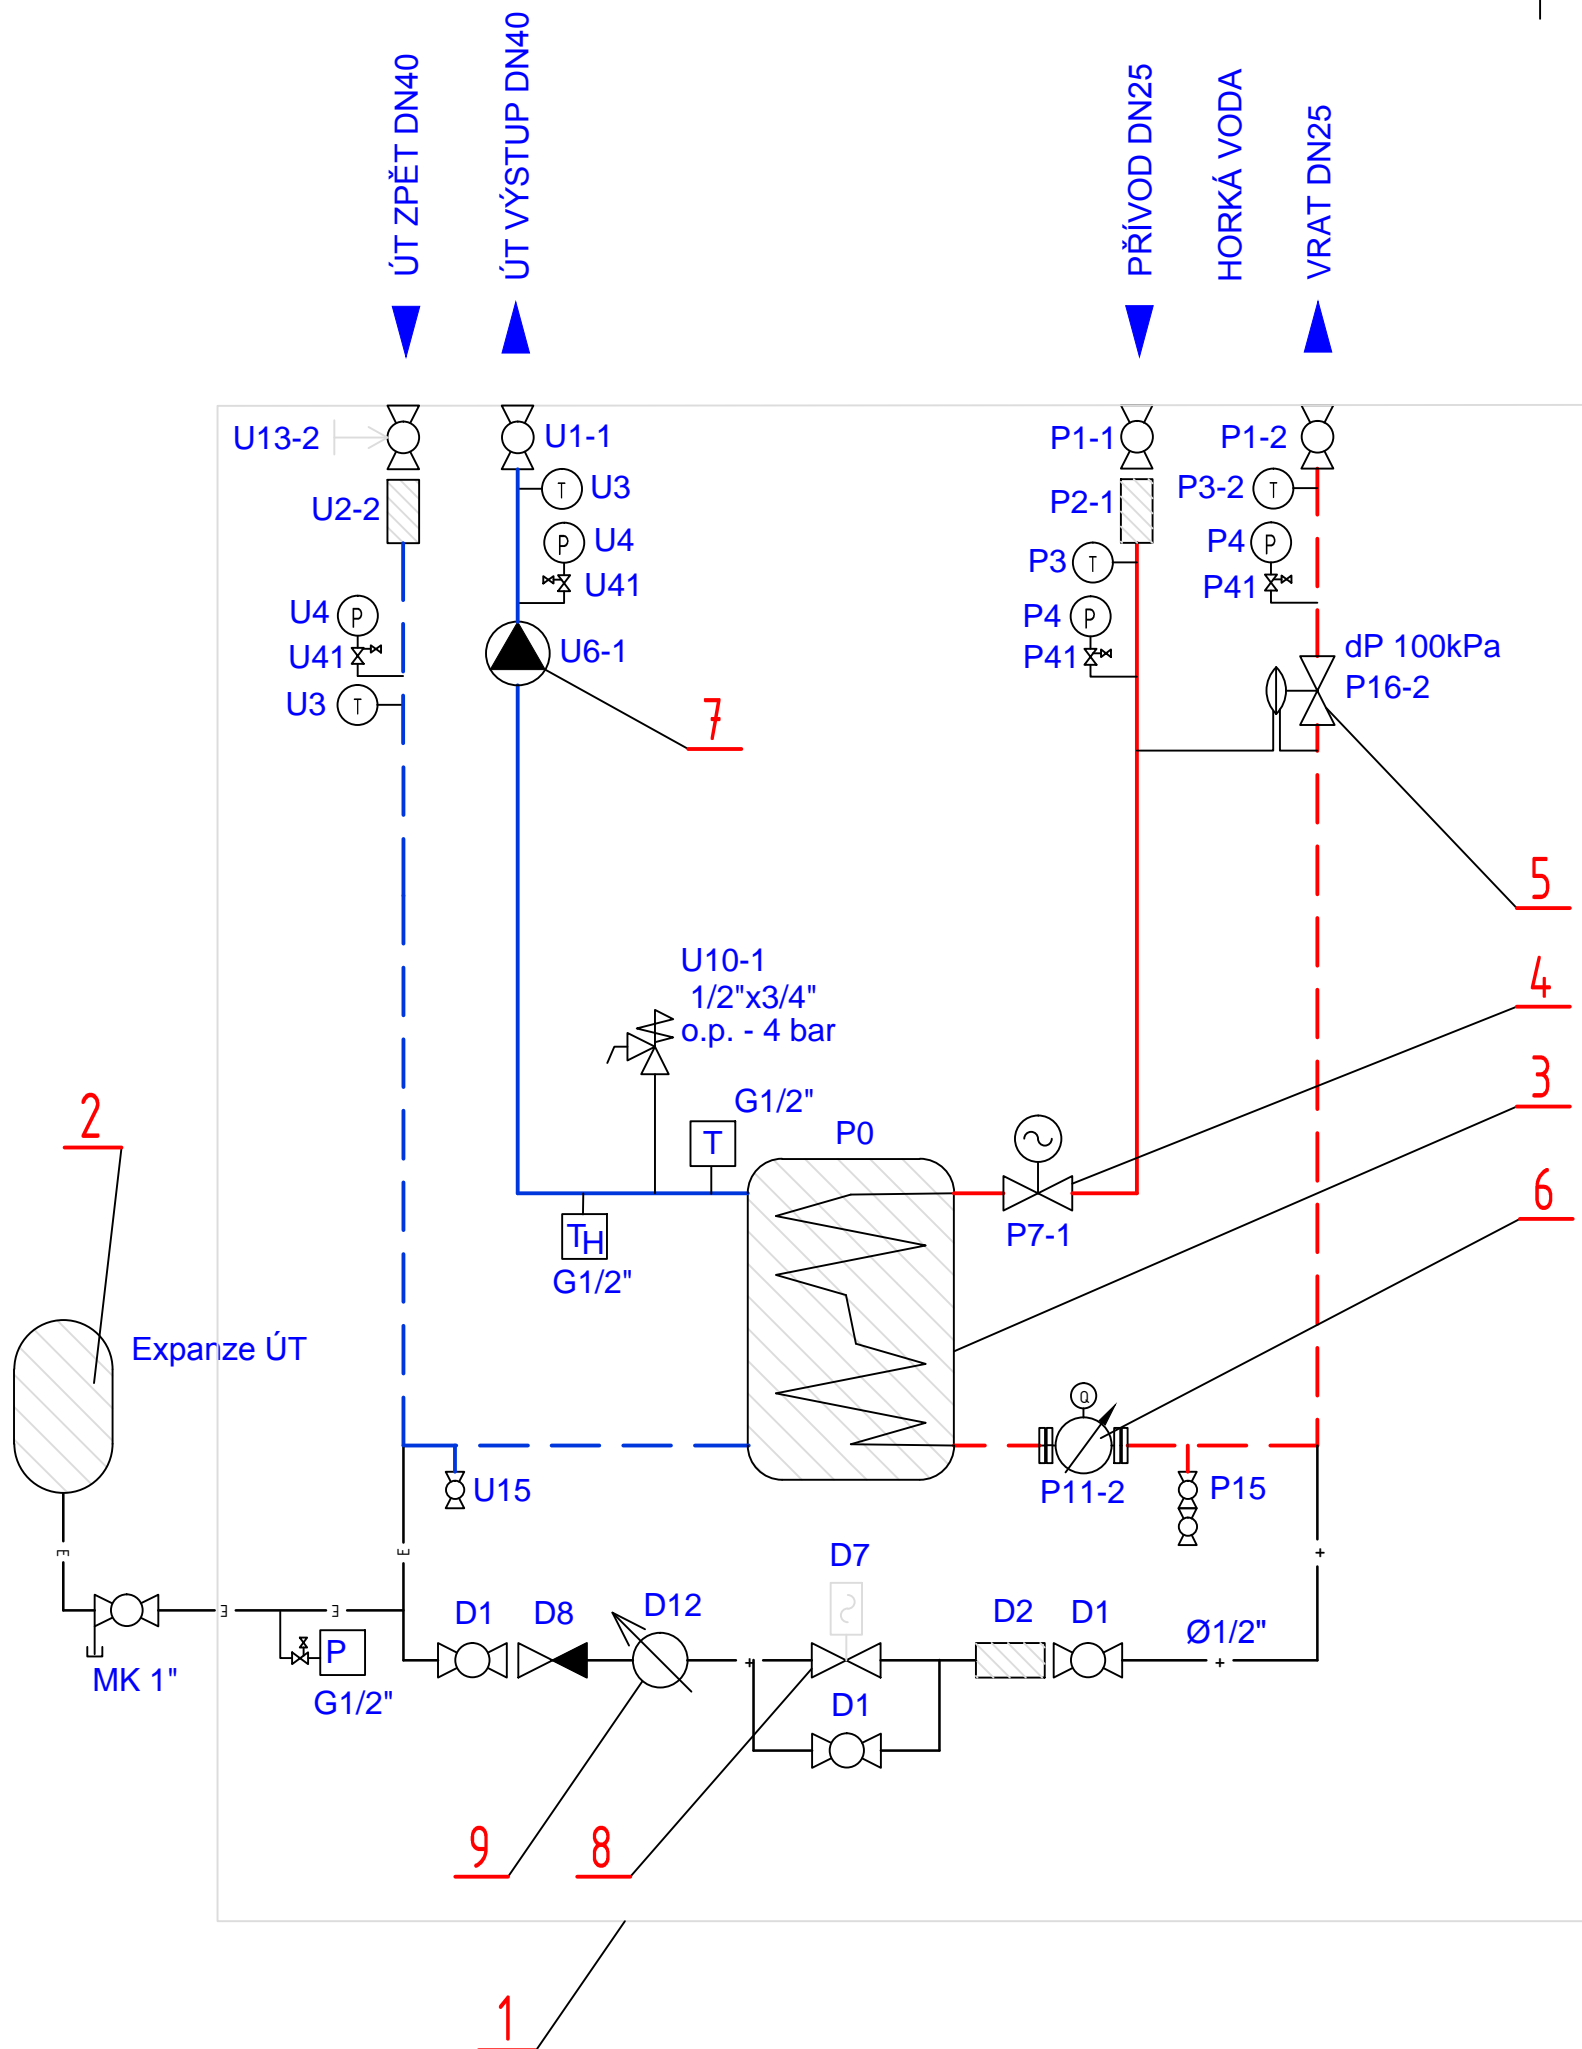 ÚT ZPĚT DN40
ÚT VÝSTUP DN40
PŘÍVOD DN25
HORKÁ VODA
VRAT DN25
U13-2
U1-1
P1-1
P1-2
U2-2
T
U3
P2-1
P3-2
T
P
U4
U41
P3
T
P4
P
P41
U4
P
U41
U3
T
U6-1
P4
P
P41
dP 100kPa
P16-2
7
5
U10-1
1/2"x3/4"
o.p. - 4 bar
4
3
2
G1/2"
T
P0
6
TH
G1/2"
P7-1
Expanze ÚT
Q
U15
P11-2
P15
E
E
+
D7
E
E
D1
D8
D12
D2
D1
Ø1/2"
P
+
+
MK 1"
G1/2"
D1
9
8
1